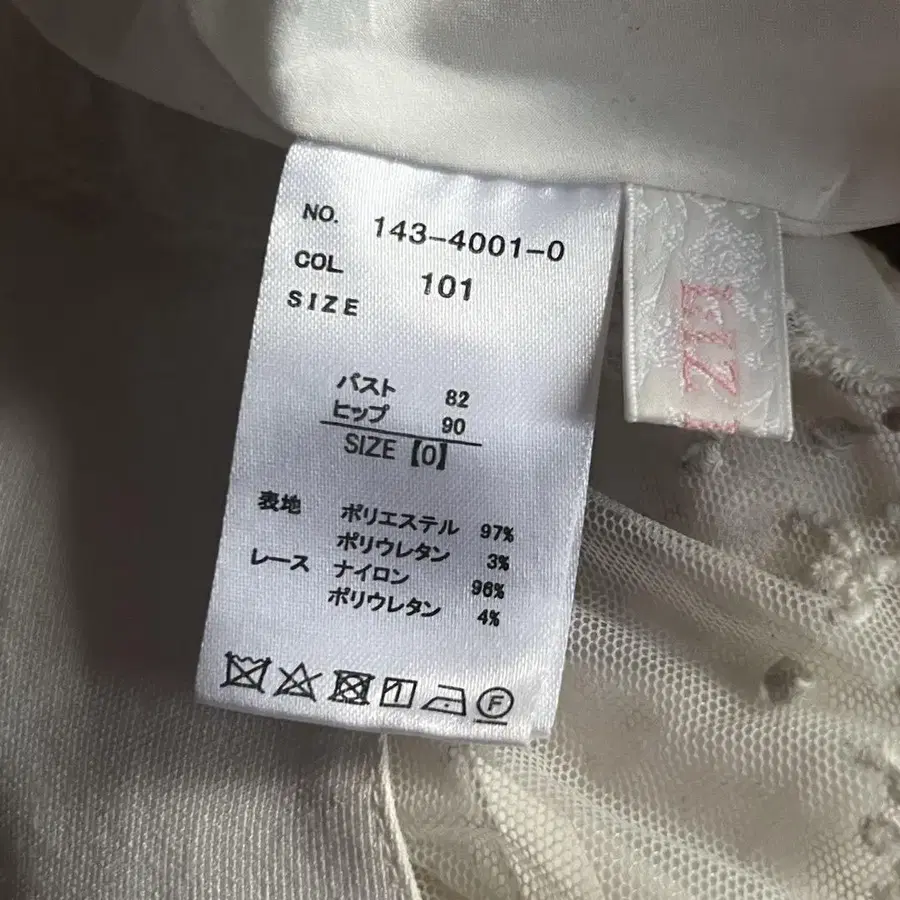 NO. 143-4001-0
COL 101
SIZE
バスト 82
ヒップ 90
SIZE【0】
表地 ポリエステル 97%
ポリウレタン 3%
レース ナイロン 96%
ポリウレタン 4%
F